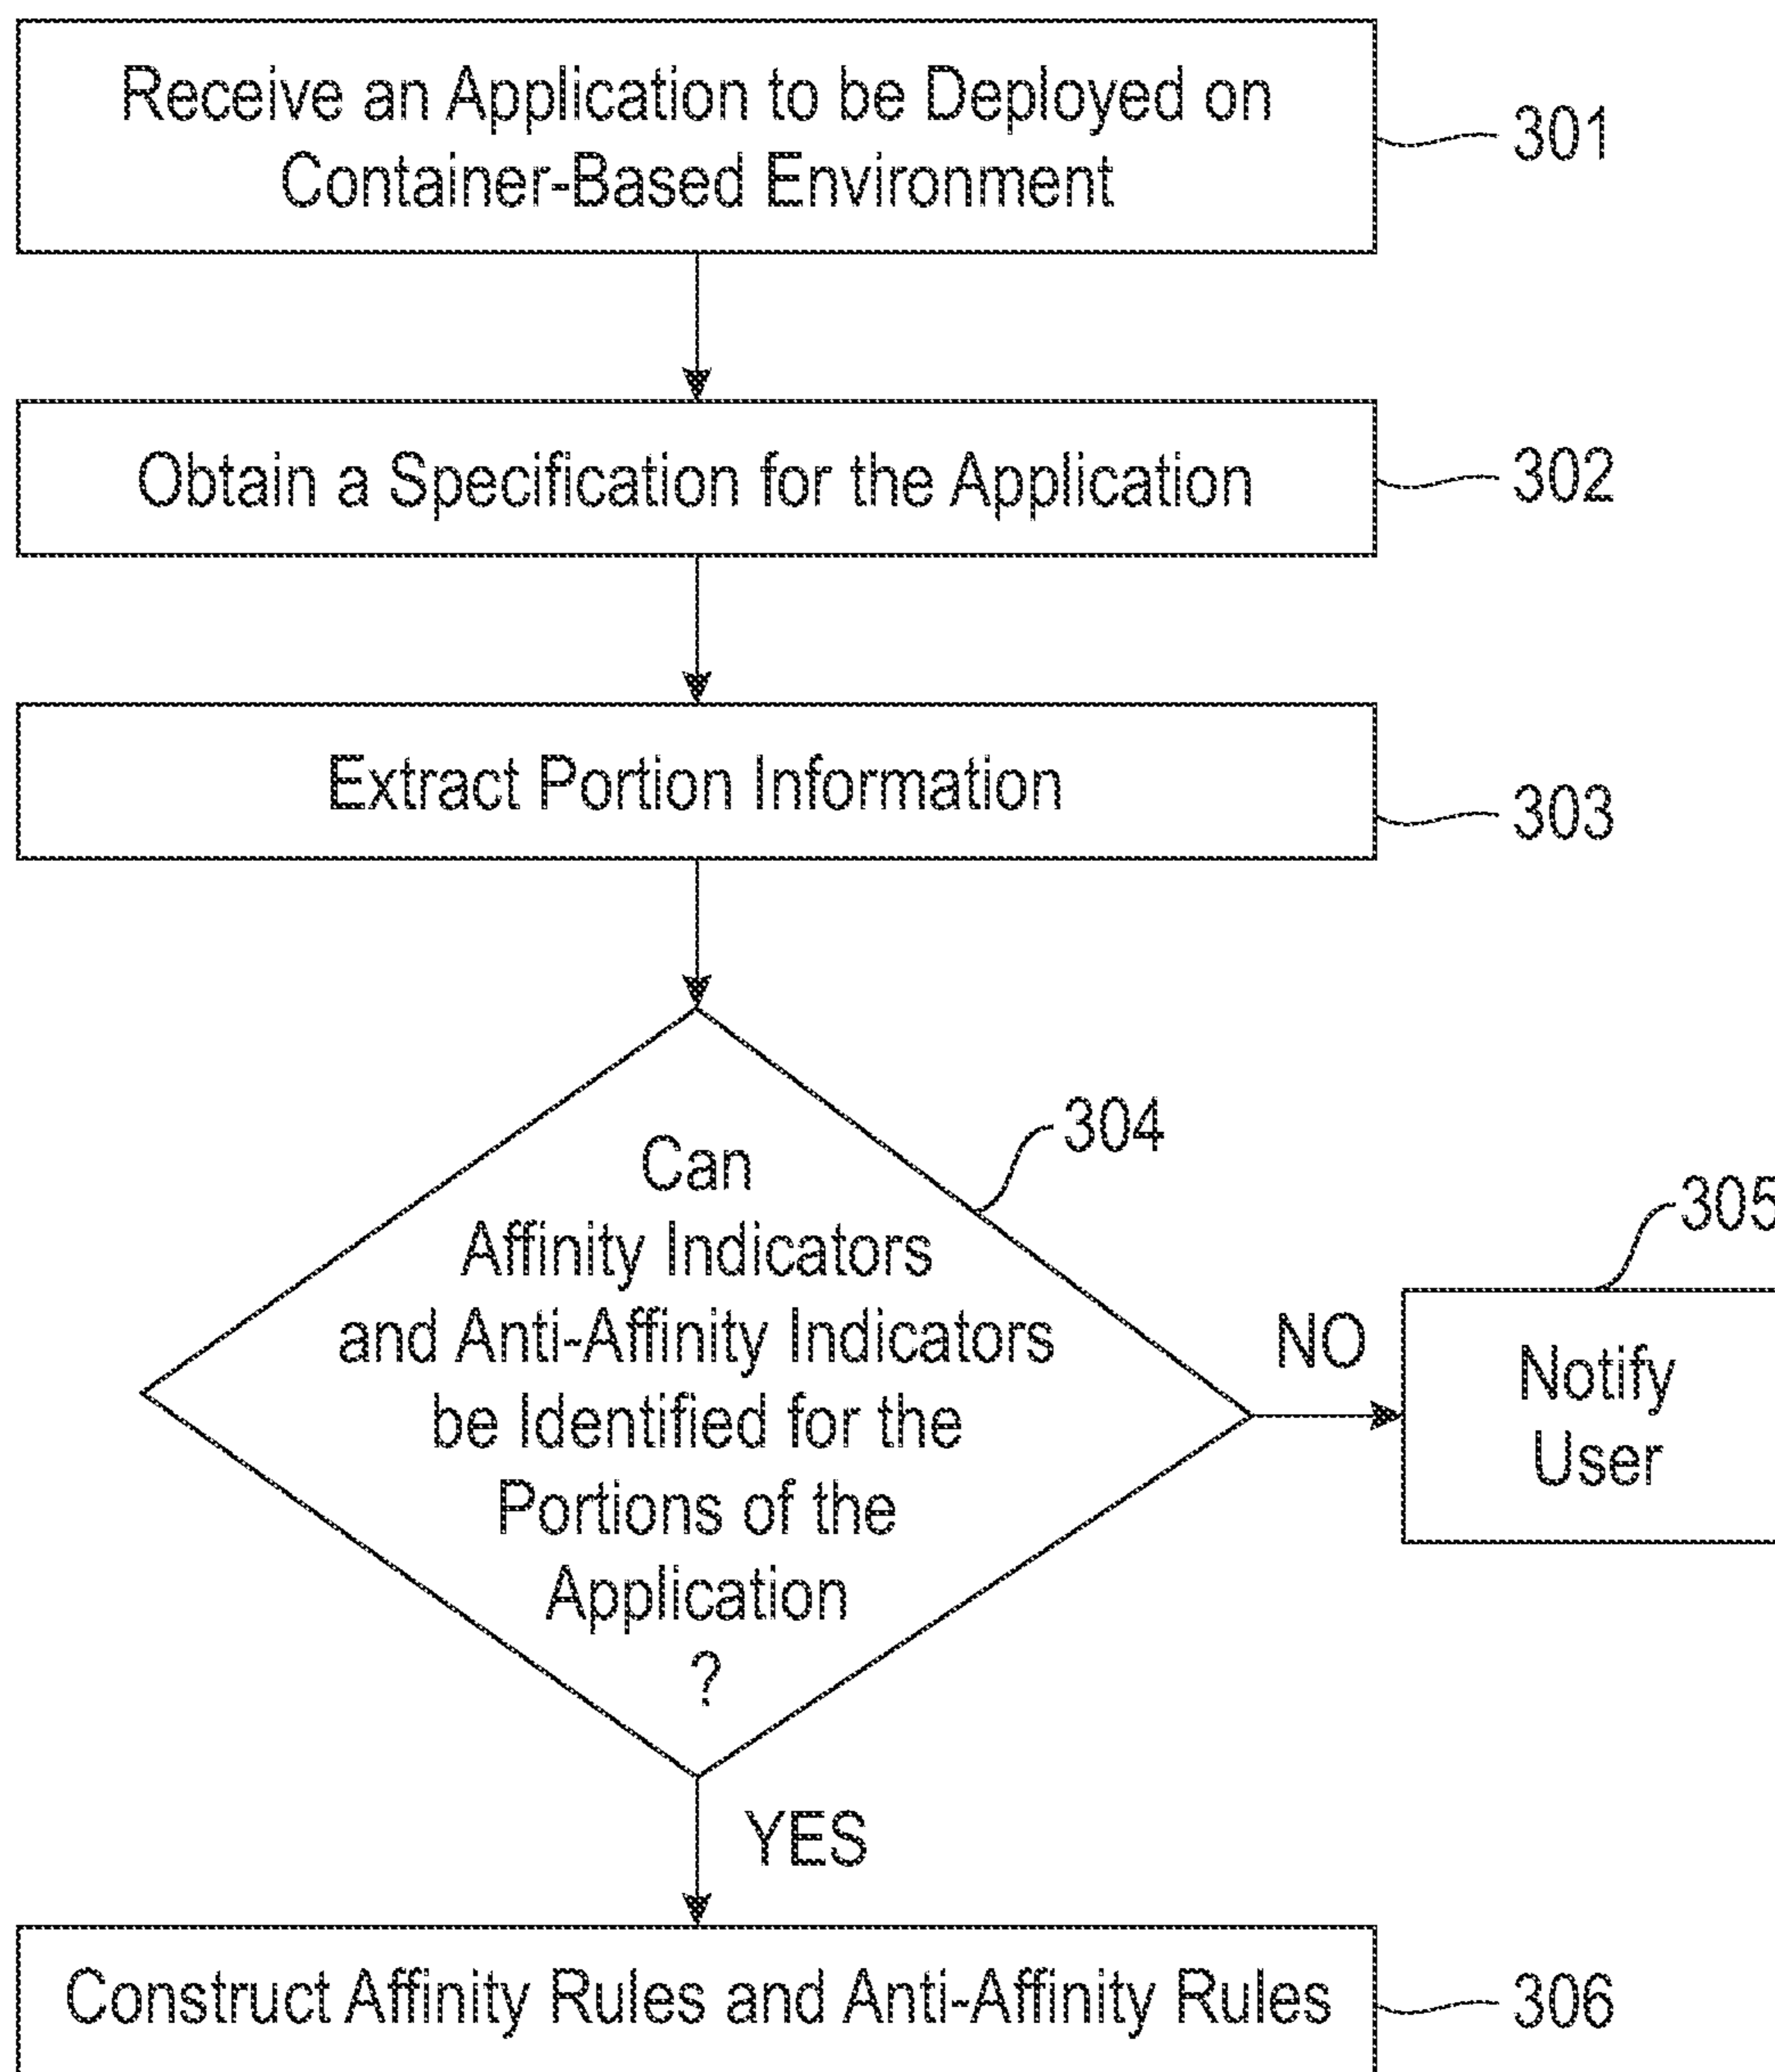 Receive an Application to be Deployed on
Container-Based Environment
301
Obtain a Specification for the Application
302
Extract Portion Information
303
304
Can
Affinity Indicators
and Anti-Affinity Indicators
be Identified for the
Portions of the
Application
?
305
NO
Notify
User
YES
Construct Affinity Rules and Anti-Affinity Rules
306